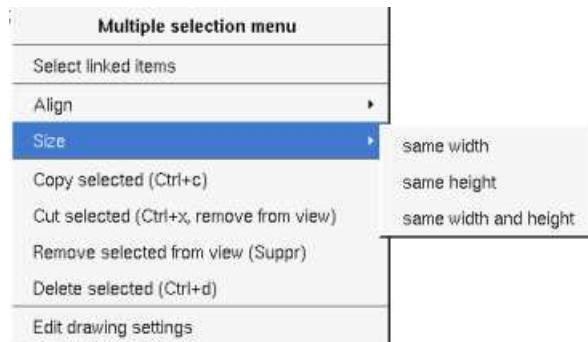 Multiple selection menu
Select linked items
Align
Size
same width
Copy selected (Ctrl+c)
same height
Cut selected (Ctrl+x, remove from view)
same width and height
Remove selected from view (Suppr)
Delete selected (Ctrl+d)
Edit drawing settings